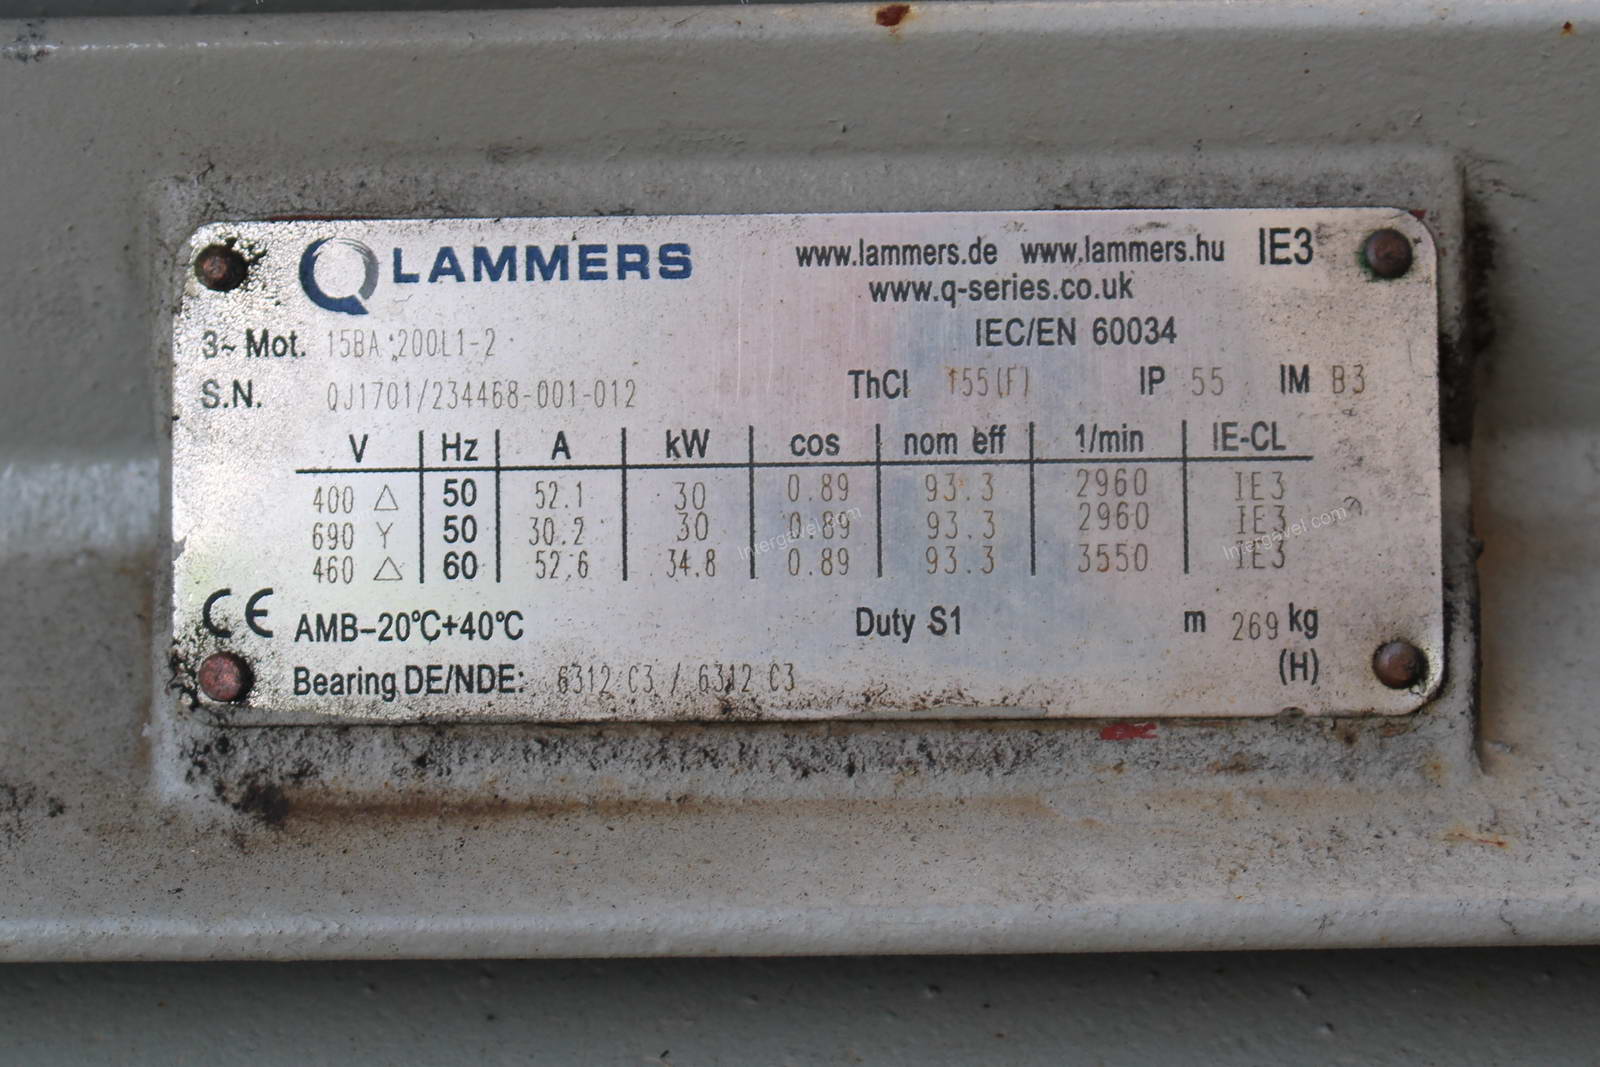 LAMMERS www.lammers.de www.lammers.hu IE3
www.q-series.co.uk
3~ Mot. 15BA 200L1-2 IEC/EN 60034
S.N. QJ1701/234468-001-012 ThCl 155(F) IP 55 IM B3
V Hz A kW cos nom eff 1/min IE-CL
400 △ 50 52.1 30 0.89 93.3 2960 IE3
690 Y 50 30.2 30 0.89 93.3 2960 IE3
460 △ 60 52.6 34.8 0.89 93.3 3550 IE3
CE AMB-20°C+40°C Duty S1 m 269 kg
Bearing DE/NDE: 6312 C3 / 6312 C3 (H)
Intergavel.com
Intergavel.com